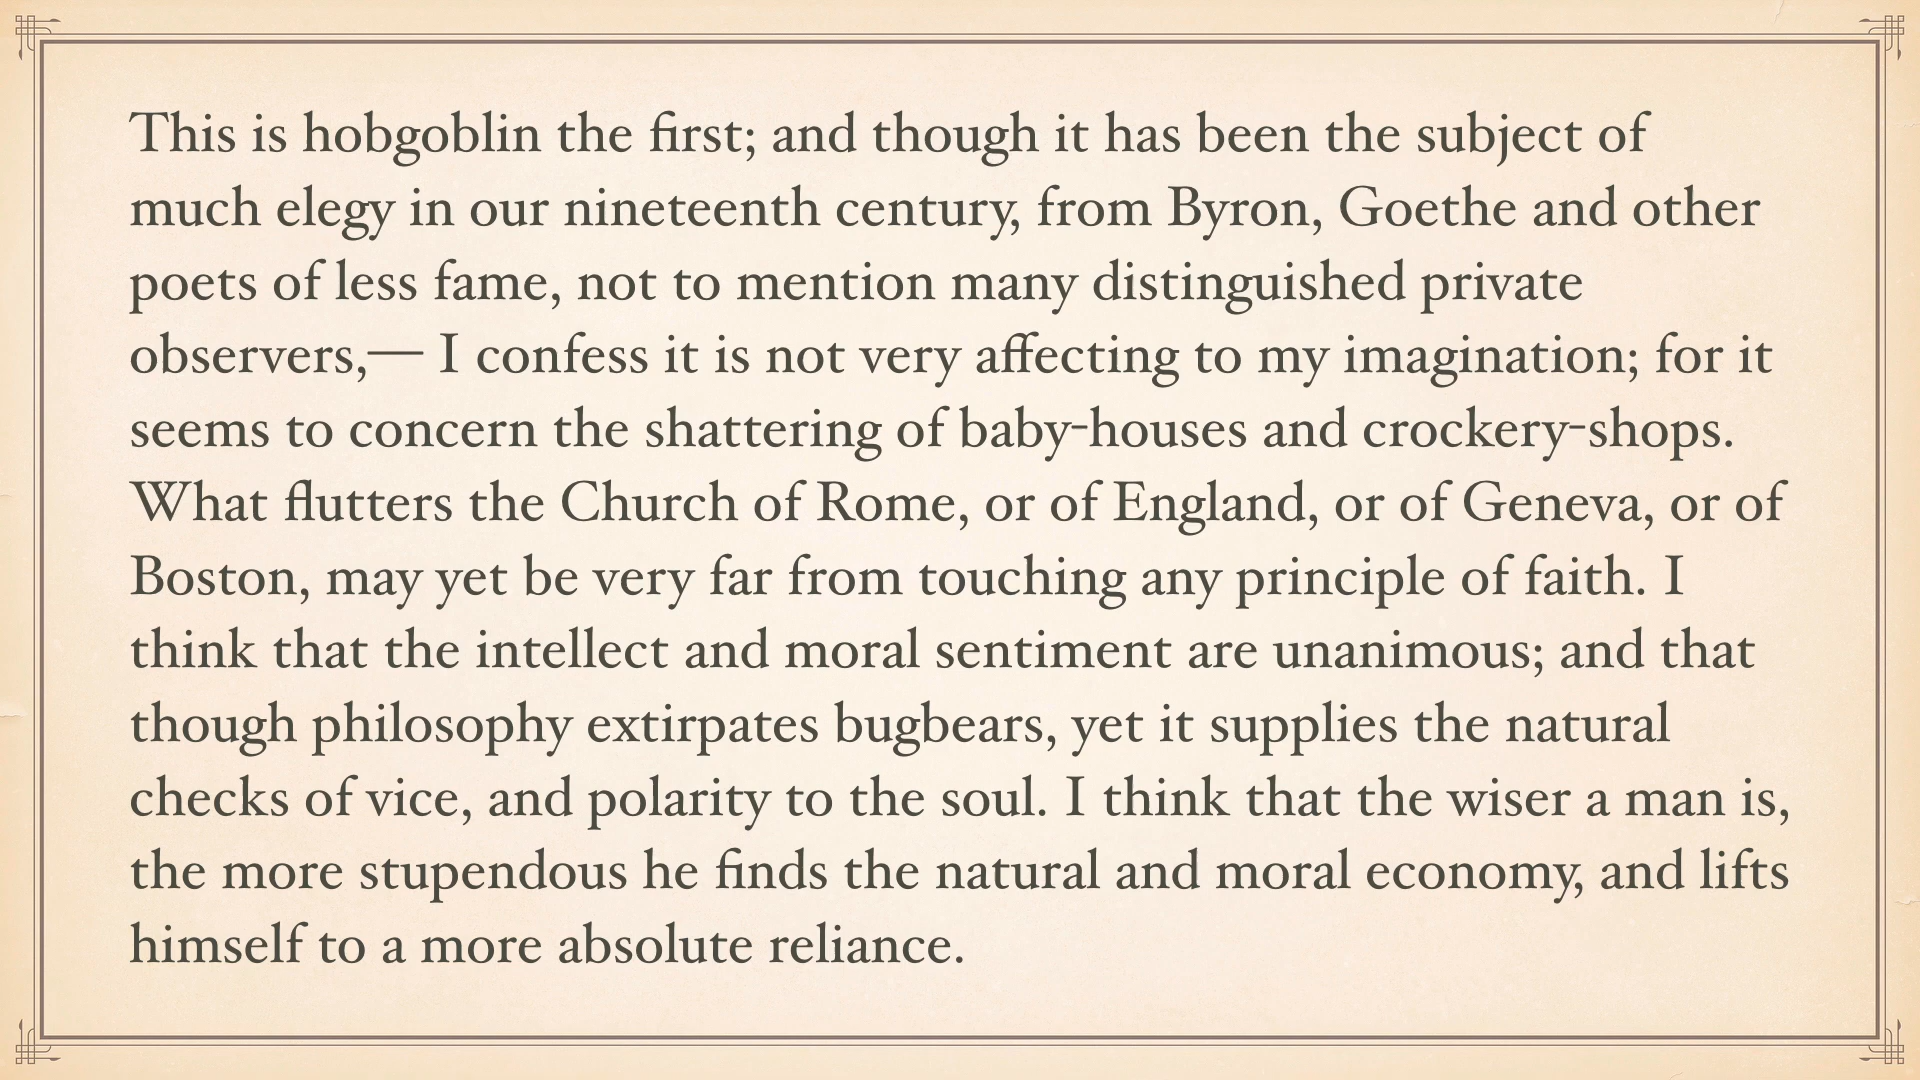 This is hobgoblin the first; and though it has been the subject of
much elegy in our nineteenth century, from Byron, Goethe and other
poets of less fame, not to mention many distinguished private
observers,— I confess it is not very affecting to my imagination; for it
seems to concern the shattering of baby-houses and crockery-shops.
What flutters the Church of Rome, or of England, or of Geneva, or of
Boston, may yet be very far from touching any principle of faith. I
think that the intellect and moral sentiment are unanimous; and that
though philosophy extirpates bugbears, yet it supplies the natural
checks of vice, and polarity to the soul. I think that the wiser a man is,
the more stupendous he finds the natural and moral economy, and lifts
himself to a more absolute reliance.